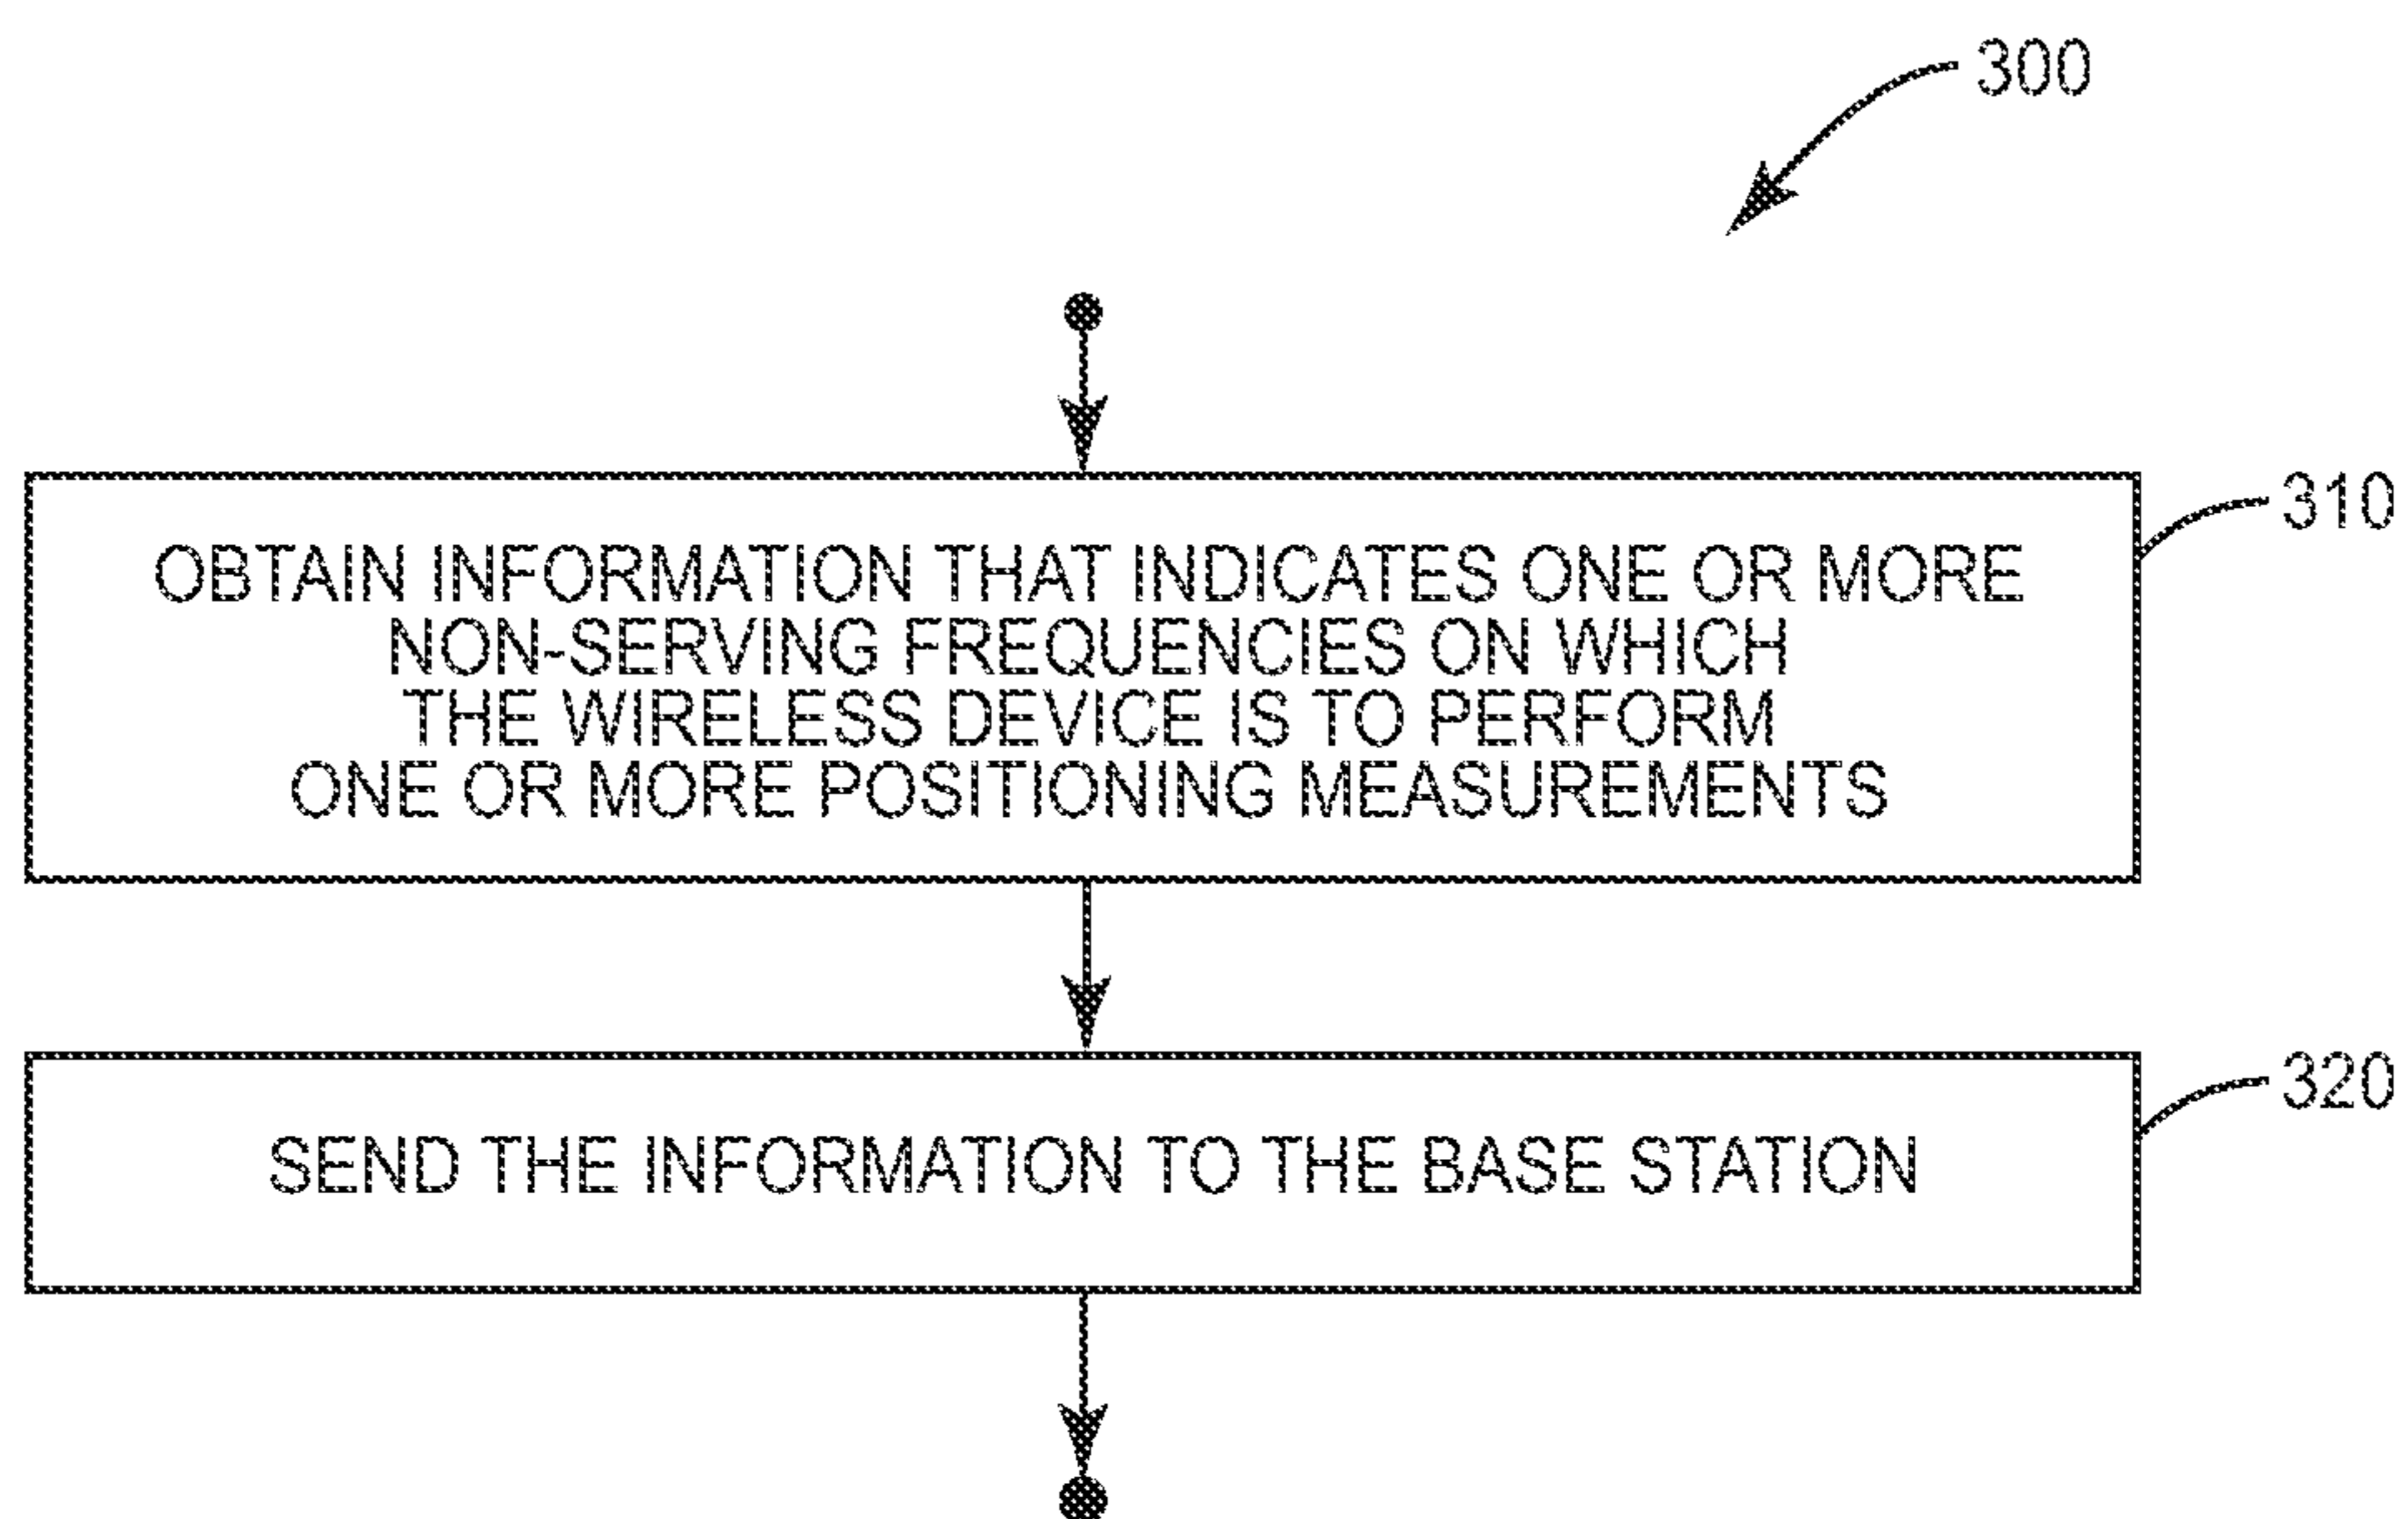 300
310
OBTAIN INFORMATION THAT INDICATES ONE OR MORE
NON-SERVING FREQUENCIES ON WHICH
THE WIRELESS DEVICE IS TO PERFORM
ONE OR MORE POSITIONING MEASUREMENTS
320
SEND THE INFORMATION TO THE BASE STATION